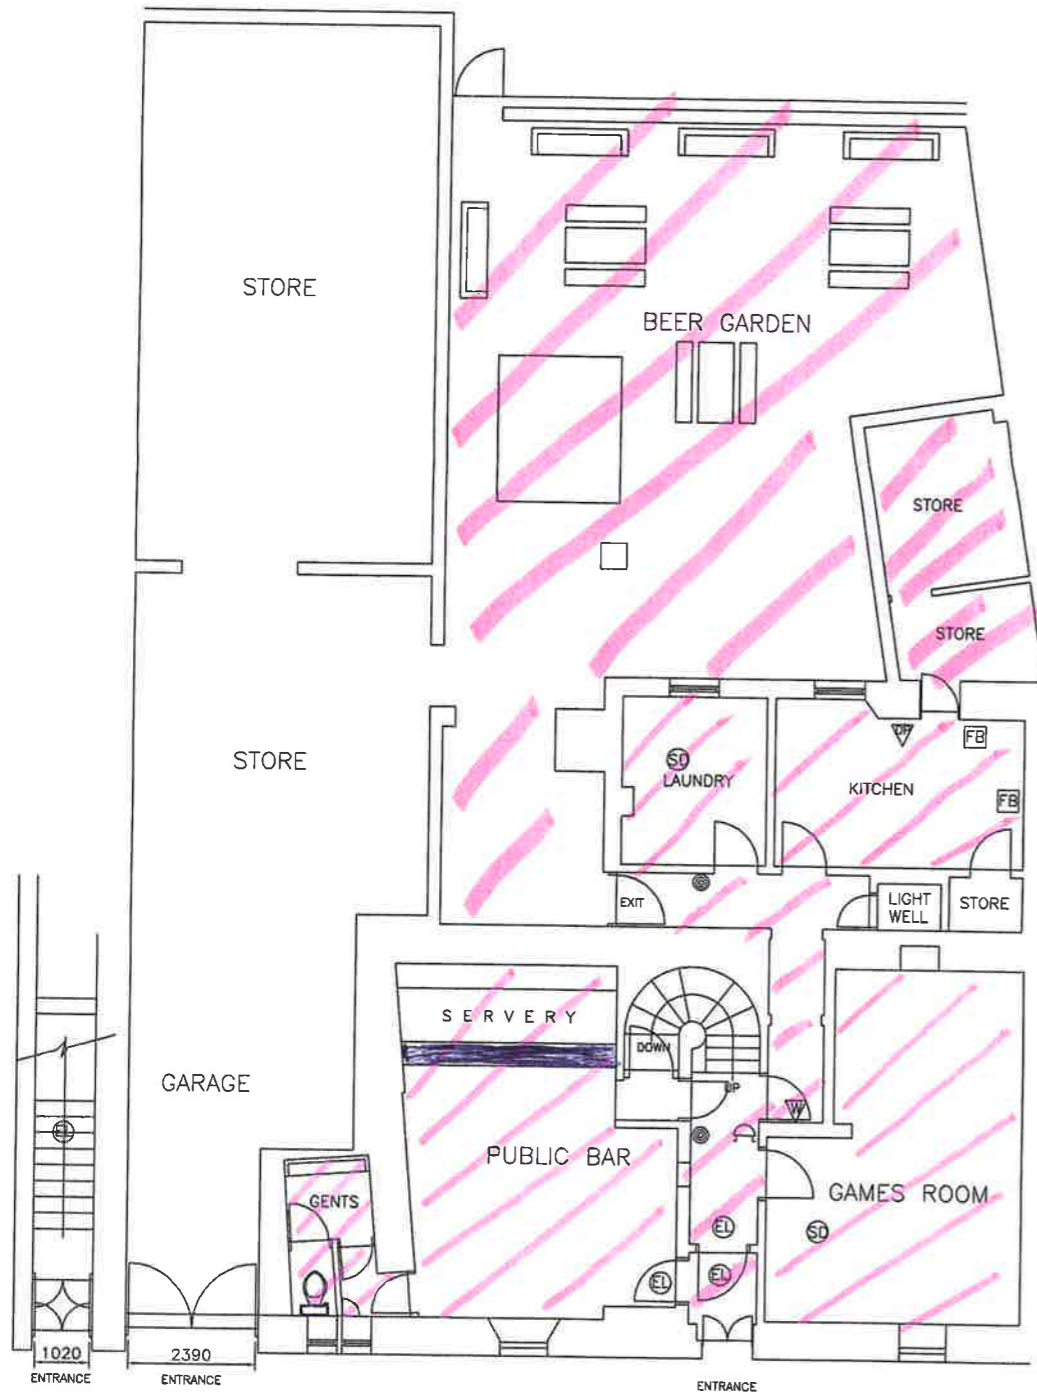 STORE
BEER GARDEN
STORE
STORE
STORE
SD
LAUNDRY
DP
FB
KITCHEN
FB
EXIT
LIGHT
WELL
STORE
SERVERY
DOWN
UP
W
EL
GARAGE
PUBLIC BAR
GENTS
GAMES ROOM
EL
SD
EL
EL
1020
2390
ENTRANCE
ENTRANCE
ENTRANCE